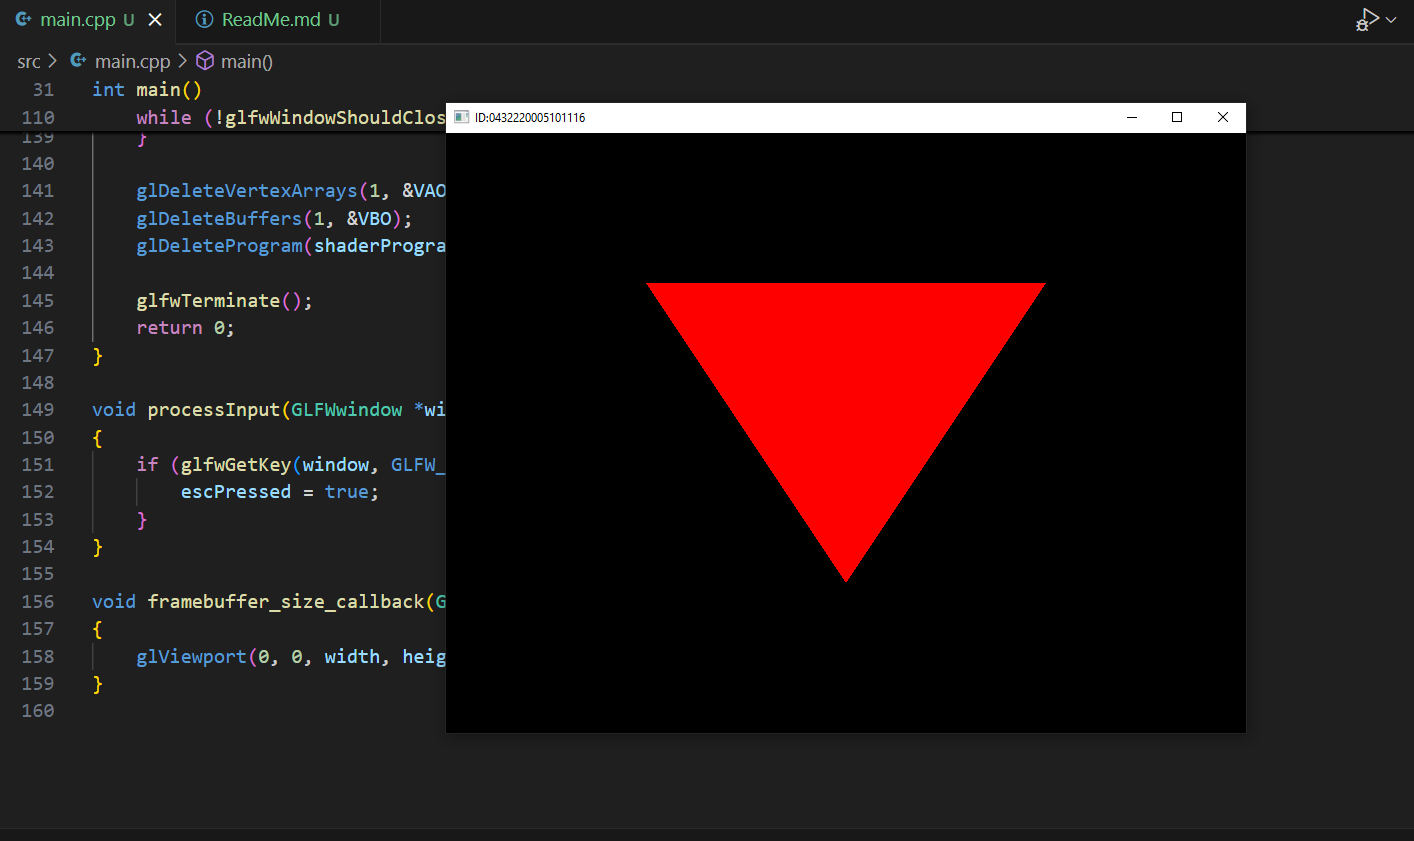 main.cpp U ReadMe.md U
src > main.cpp > main()
31 int main()
110 while (!glfwWindowShouldClos
139 }
140
141 glDeleteVertexArrays(1, &VAO
142 glDeleteBuffers(1, &VBO);
143 glDeleteProgram(shaderProgra
144
145 glfwTerminate();
146 return 0;
147 }
148
149 void processInput(GLFWwindow *wi
150 {
151 if (glfwGetKey(window, GLFW_
152 escPressed = true;
153 }
154 }
155
156 void framebuffer_size_callback(G
157 {
158 glViewport(0, 0, width, heig
159 }
160
ID:0432220005101116